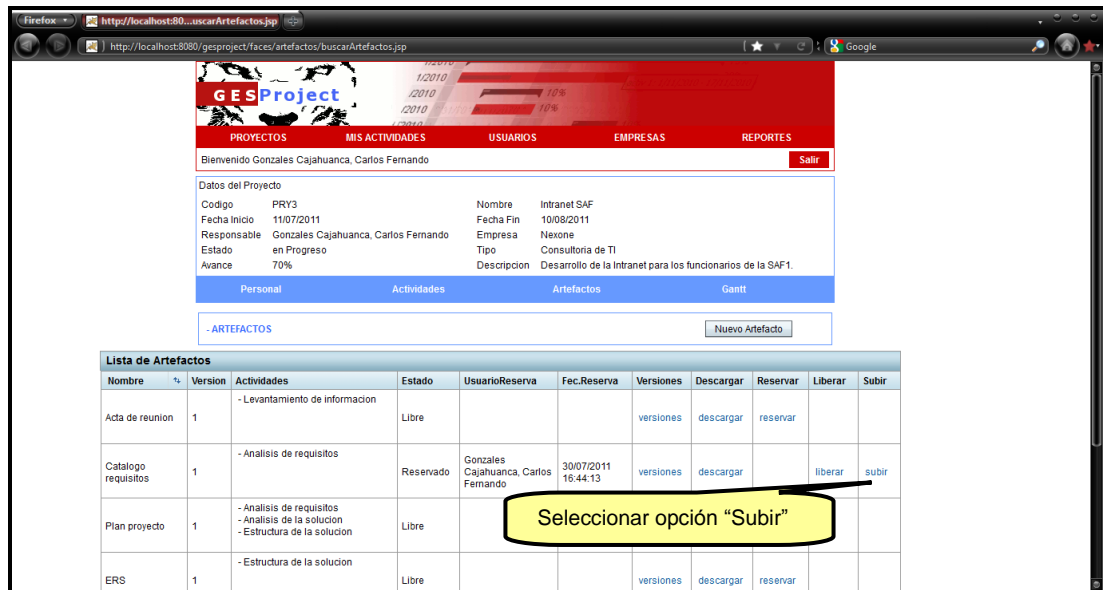 Firefox
http://localhost:80...uscarArtefactos.jsp
http://localhost:8080/gesproject/faces/artefactos/buscarArtefactos.jsp
Google
GESProject
1/2010
1/2010
/2010
10%
/2010
10%
PROYECTOS MIS ACTIVIDADES USUARIOS EMPRESAS REPORTES
Bienvenido Gonzales Cajahuanca, Carlos Fernando Salir
Datos del Proyecto
Codigo PRY3 Nombre Intranet SAF
Fecha Inicio 11/07/2011 Fecha Fin 10/08/2011
Responsable Gonzales Cajahuanca, Carlos Fernando Empresa Nexone
Estado en Progreso Tipo Consultoria de TI
Avance 70% Descripcion Desarrollo de la Intranet para los funcionarios de la SAF1.
Personal Actividades Artefactos Gantt
- ARTEFACTOS Nuevo Artefacto
Lista de Artefactos
Nombre Version Actividades Estado UsuarioReserva Fec.Reserva Versiones Descargar Reservar Liberar Subir
- Levantamiento de informacion
Acta de reunion 1 Libre versiones descargar reservar
- Analisis de requisitos
Catalogo requisitos 1 Reservado Gonzales Cajahuanca, Carlos Fernando 30/07/2011 16:44:13 versiones descargar liberar subir
Seleccionar opción “Subir”
- Analisis de requisitos
- Analisis de la solucion
- Estructura de la solucion
Plan proyecto 1 Libre
- Estructura de la solucion
ERS 1 Libre versiones descargar reservar